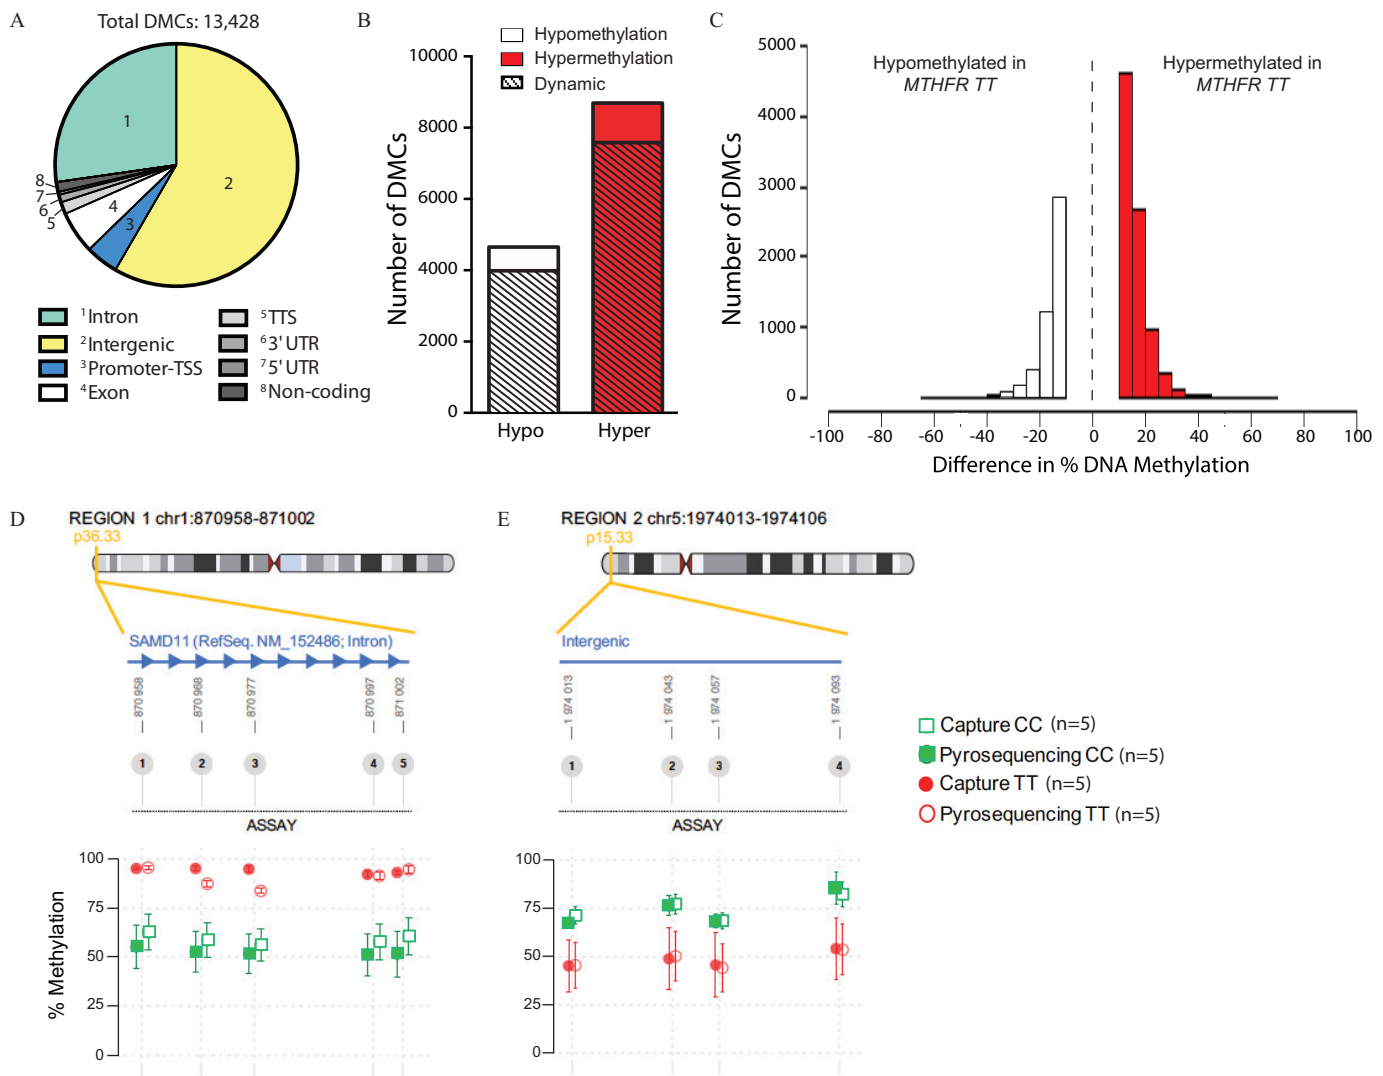 A
Total DMCs: 13,428
1
2
3
4
5
6
7
8
1Intron
2Intergenic
3Promoter-TSS
4Exon
5TTS
63' UTR
75' UTR
8Non-coding
B
Hypomethylation
Hypermethylation
Dynamic
Number of DMCs
10000
8000
6000
4000
2000
0
Hypo
Hyper
C
Hypomethylated in
MTHFR TT
Hypermethylated in
MTHFR TT
Number of DMCs
5000
4000
3000
2000
1000
0
-100 -80 -60 -40 -20 0 20 40 60 80 100
Difference in % DNA Methylation
D
REGION 1 chr1:870958-871002
p36.33
SAMD11 (RefSeq. NM_152486; Intron)
870 958
870 968
870 977
870 997
871 002
1 2 3 4 5
ASSAY
% Methylation
100
75
50
25
0
E
REGION 2 chr5:1974013-1974106
p15.33
Intergenic
1 974 013
1 974 043
1 974 057
1 974 093
1 2 3 4
ASSAY
100
75
50
25
0
Capture CC (n=5)
Pyrosequencing CC (n=5)
Capture TT (n=5)
Pyrosequencing TT (n=5)